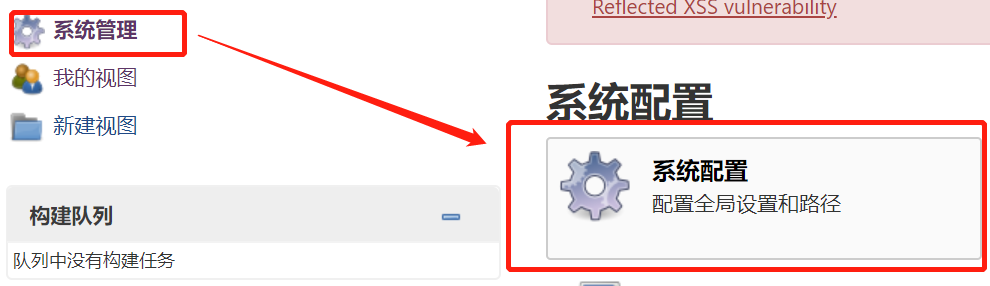 系统管理
我的视图
新建视图
构建队列
队列中没有构建任务
Reflected XSS vulnerability
系统配置
系统配置
配置全局设置和路径